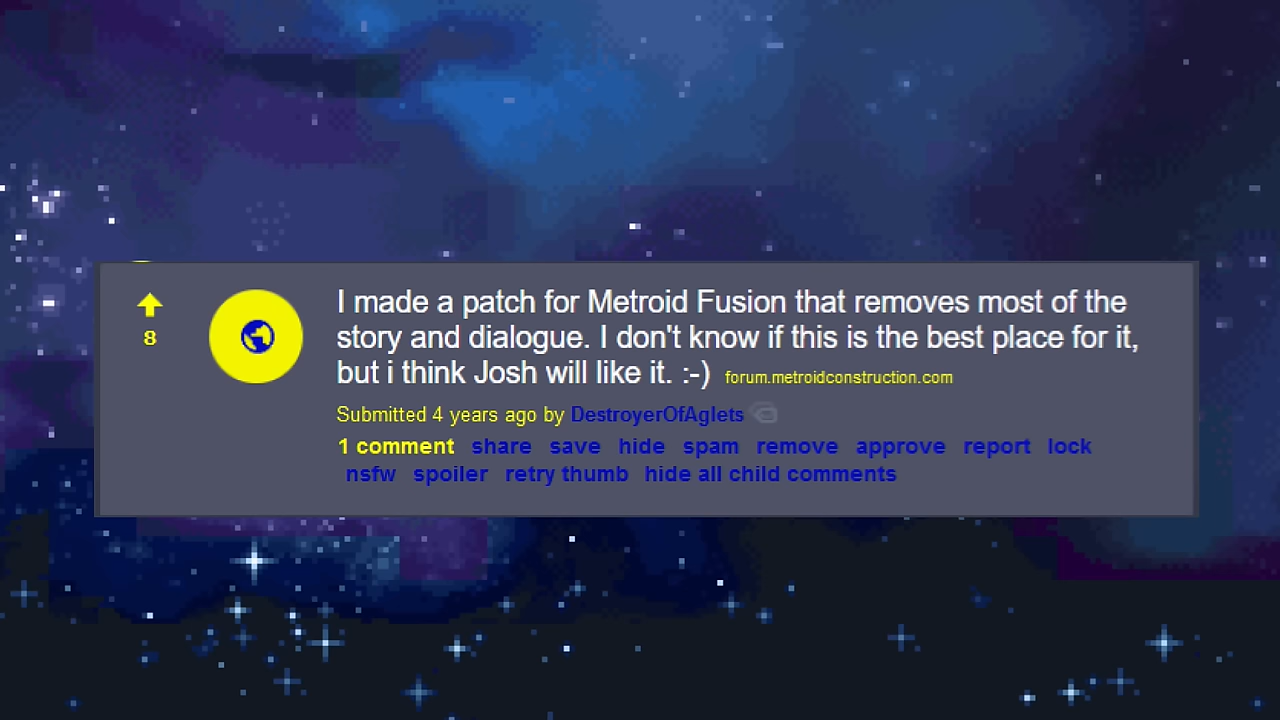 I made a patch for Metroid Fusion that removes most of the
8
story and dialogue. I don't know if this is the best place for it,
but i think Josh will like it. :-) forum.metroidconstruction.com
Submitted 4 years ago by DestroyerOfAglets
1 comment share save hide spam remove approve report lock
nsfw spoiler retry thumb hide all child comments